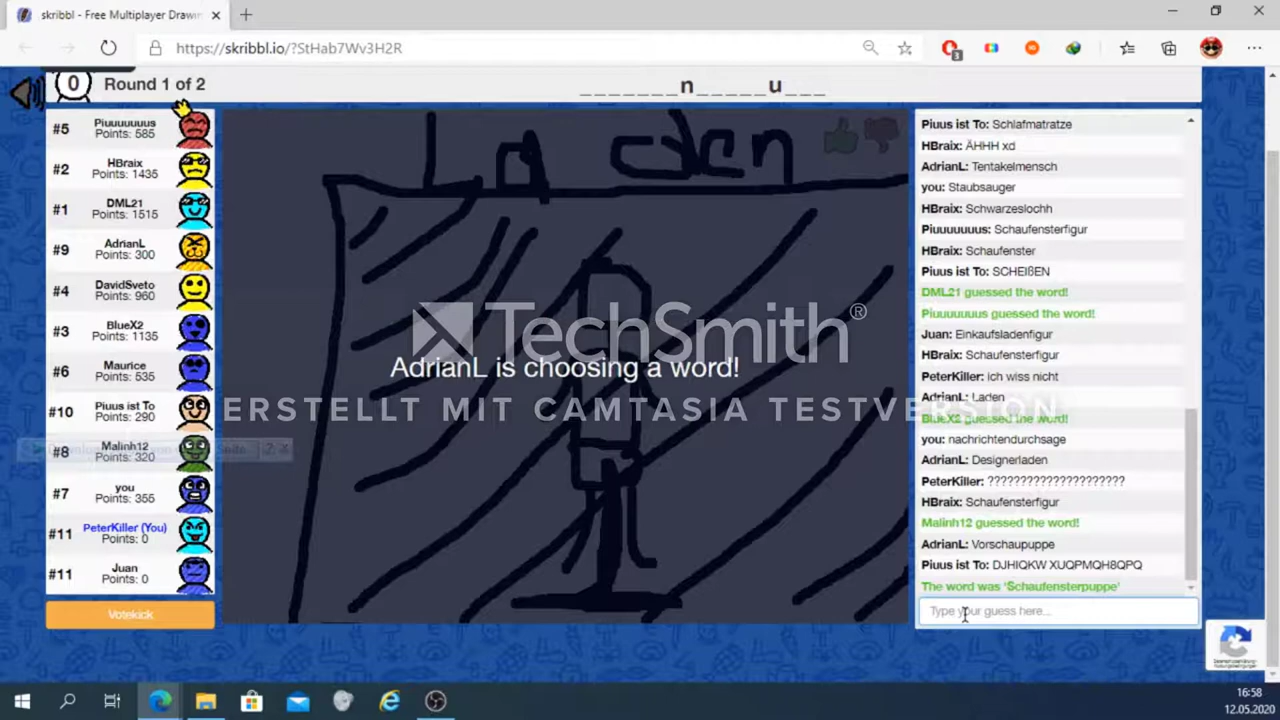 skribbl - Free Multiplayer Drawin
https://skribbl.io/?StHab7Wv3H2R
3
0
Round 1 of 2
_______n_____u___
#5 Piuuuuuuus
Points: 585
#2 HBraix
Points: 1435
#1 DML21
Points: 1515
#9 AdrianL
Points: 300
#4 DavidSveto
Points: 960
#3 BlueX2
Points: 1135
#6 Maurice
Points: 535
#10 Piuus ist To
Points: 290
#8 Malinh12
Points: 320
#7 you
Points: 355
#11 PeterKiller (You)
Points: 0
#11 Juan
Points: 0
Votekick
Laden
TechSmith®
AdrianL is choosing a word!
ERSTELLT MIT CAMTASIA TESTVERSION
Piuus ist To: Schlafmatratze
HBraix: ÄHHH xd
AdrianL: Tentakelmensch
you: Staubsauger
HBraix: Schwarzeslochh
Piuuuuuuus: Schaufensterfigur
HBraix: Schaufenster
Piuus ist To: SCHEIßEN
DML21 guessed the word!
Piuuuuuuus guessed the word!
Juan: Einkaufsladenfigur
HBraix: Schaufensterfigur
PeterKiller: ich wiss nicht
AdrianL: Laden
BlueX2 guessed the word!
you: nachrichtendurchsage
AdrianL: Designerladen
PeterKiller: ?????????????????????
HBraix: Schaufensterfigur
Malinh12 guessed the word!
AdrianL: Vorschaupuppe
Piuus ist To: DJHIQKW XUQPMQH8QPQ
The word was 'Schaufensterpuppe'
Type your guess here...
16:58
12.05.2020